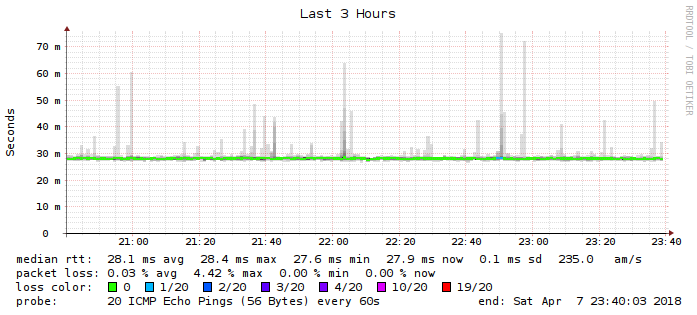 Last 3 Hours
RRDTOOL / TOBI OETIKER
Seconds
70 m
60 m
50 m
40 m
30 m
20 m
10 m
0
21:00 21:20 21:40 22:00 22:20 22:40 23:00 23:20 23:40
median rtt: 28.1 ms avg 28.4 ms max 27.6 ms min 27.9 ms now 0.1 ms sd 235.0 am/s
packet loss: 0.03 % avg 4.42 % max 0.00 % min 0.00 % now
loss color: 0 1/20 2/20 3/20 4/20 10/20 19/20
probe: 20 ICMP Echo Pings (56 Bytes) every 60s end: Sat Apr 7 23:40:03 2018